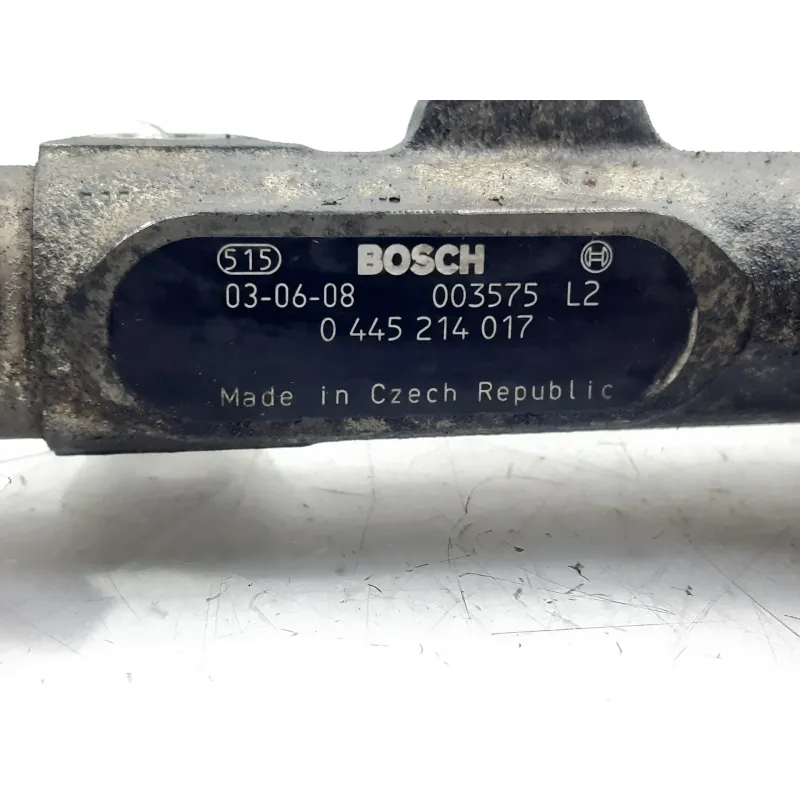 515 BOSCH
03-06-08 003575 L2
0 445 214 017
Made in Czech Republic